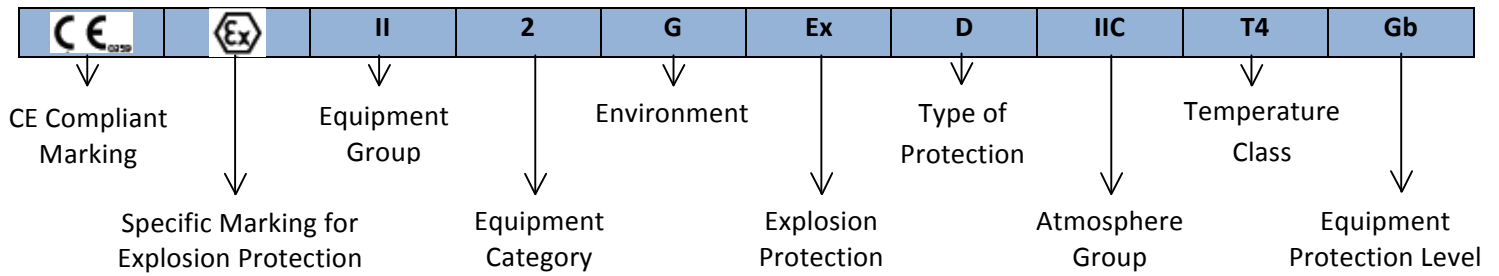 CE Ex II 2 G Ex D IIC T4 Gb
CE Compliant
Marking
Equipment
Group
Environment
Type of
Protection
Temperature
Class
Specific Marking for
Explosion Protection
Equipment
Category
Explosion
Protection
Atmosphere
Group
Equipment
Protection Level